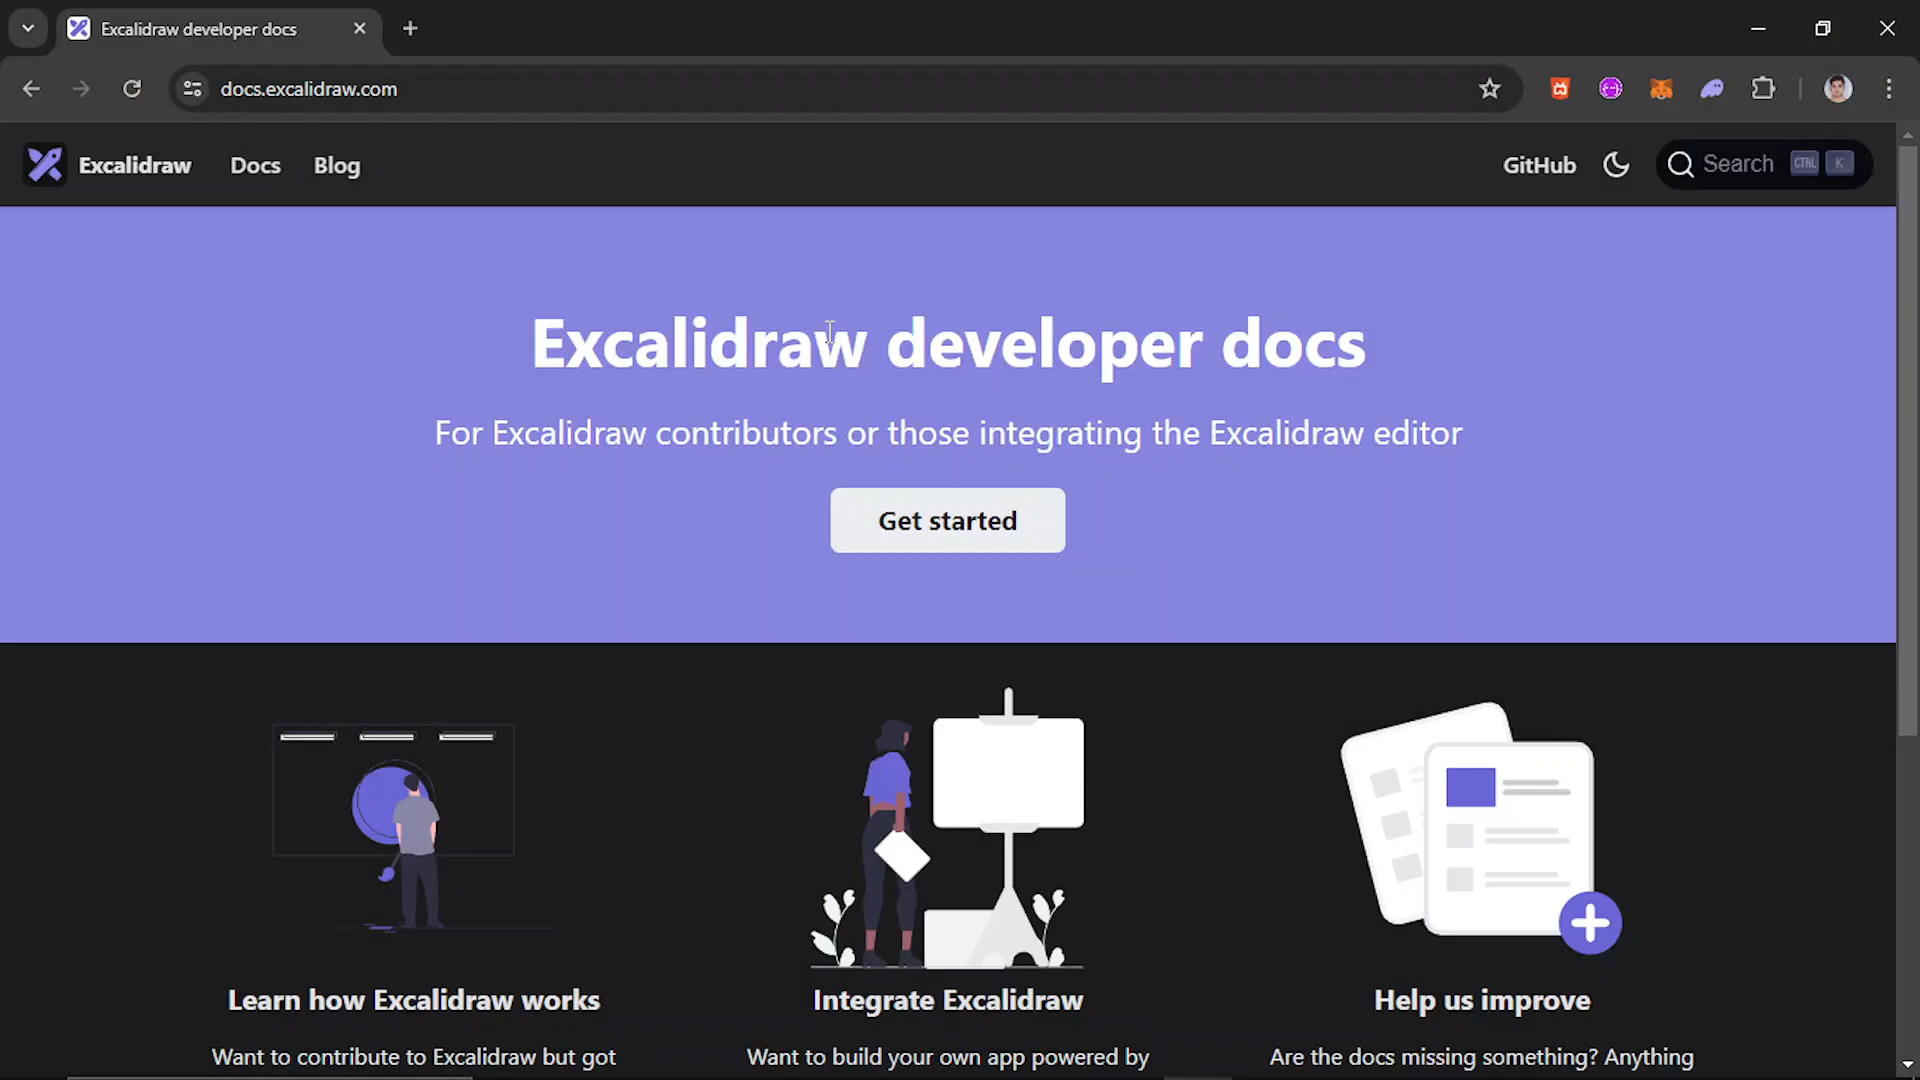 Excalidraw developer docs
docs.excalidraw.com
Excalidraw Docs Blog GitHub Search CTRL K
Excalidraw developer docs
For Excalidraw contributors or those integrating the Excalidraw editor
Get started
Learn how Excalidraw works
Want to contribute to Excalidraw but got
Integrate Excalidraw
Want to build your own app powered by
Help us improve
Are the docs missing something? Anything